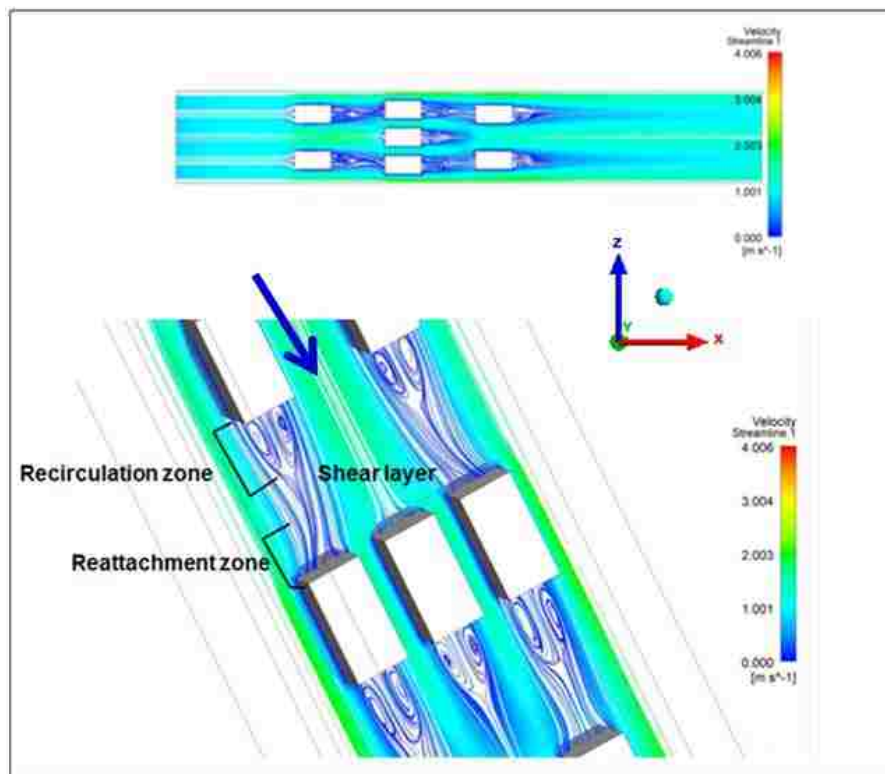 Velocity
Streamline 1
4.006
3.004
2.003
1.001
0.000
[m s^-1]
Z
Y
X
Velocity
Streamline 1
4.006
3.004
2.003
1.001
0.000
[m s^-1]
Recirculation zone
Shear layer
Reattachment zone